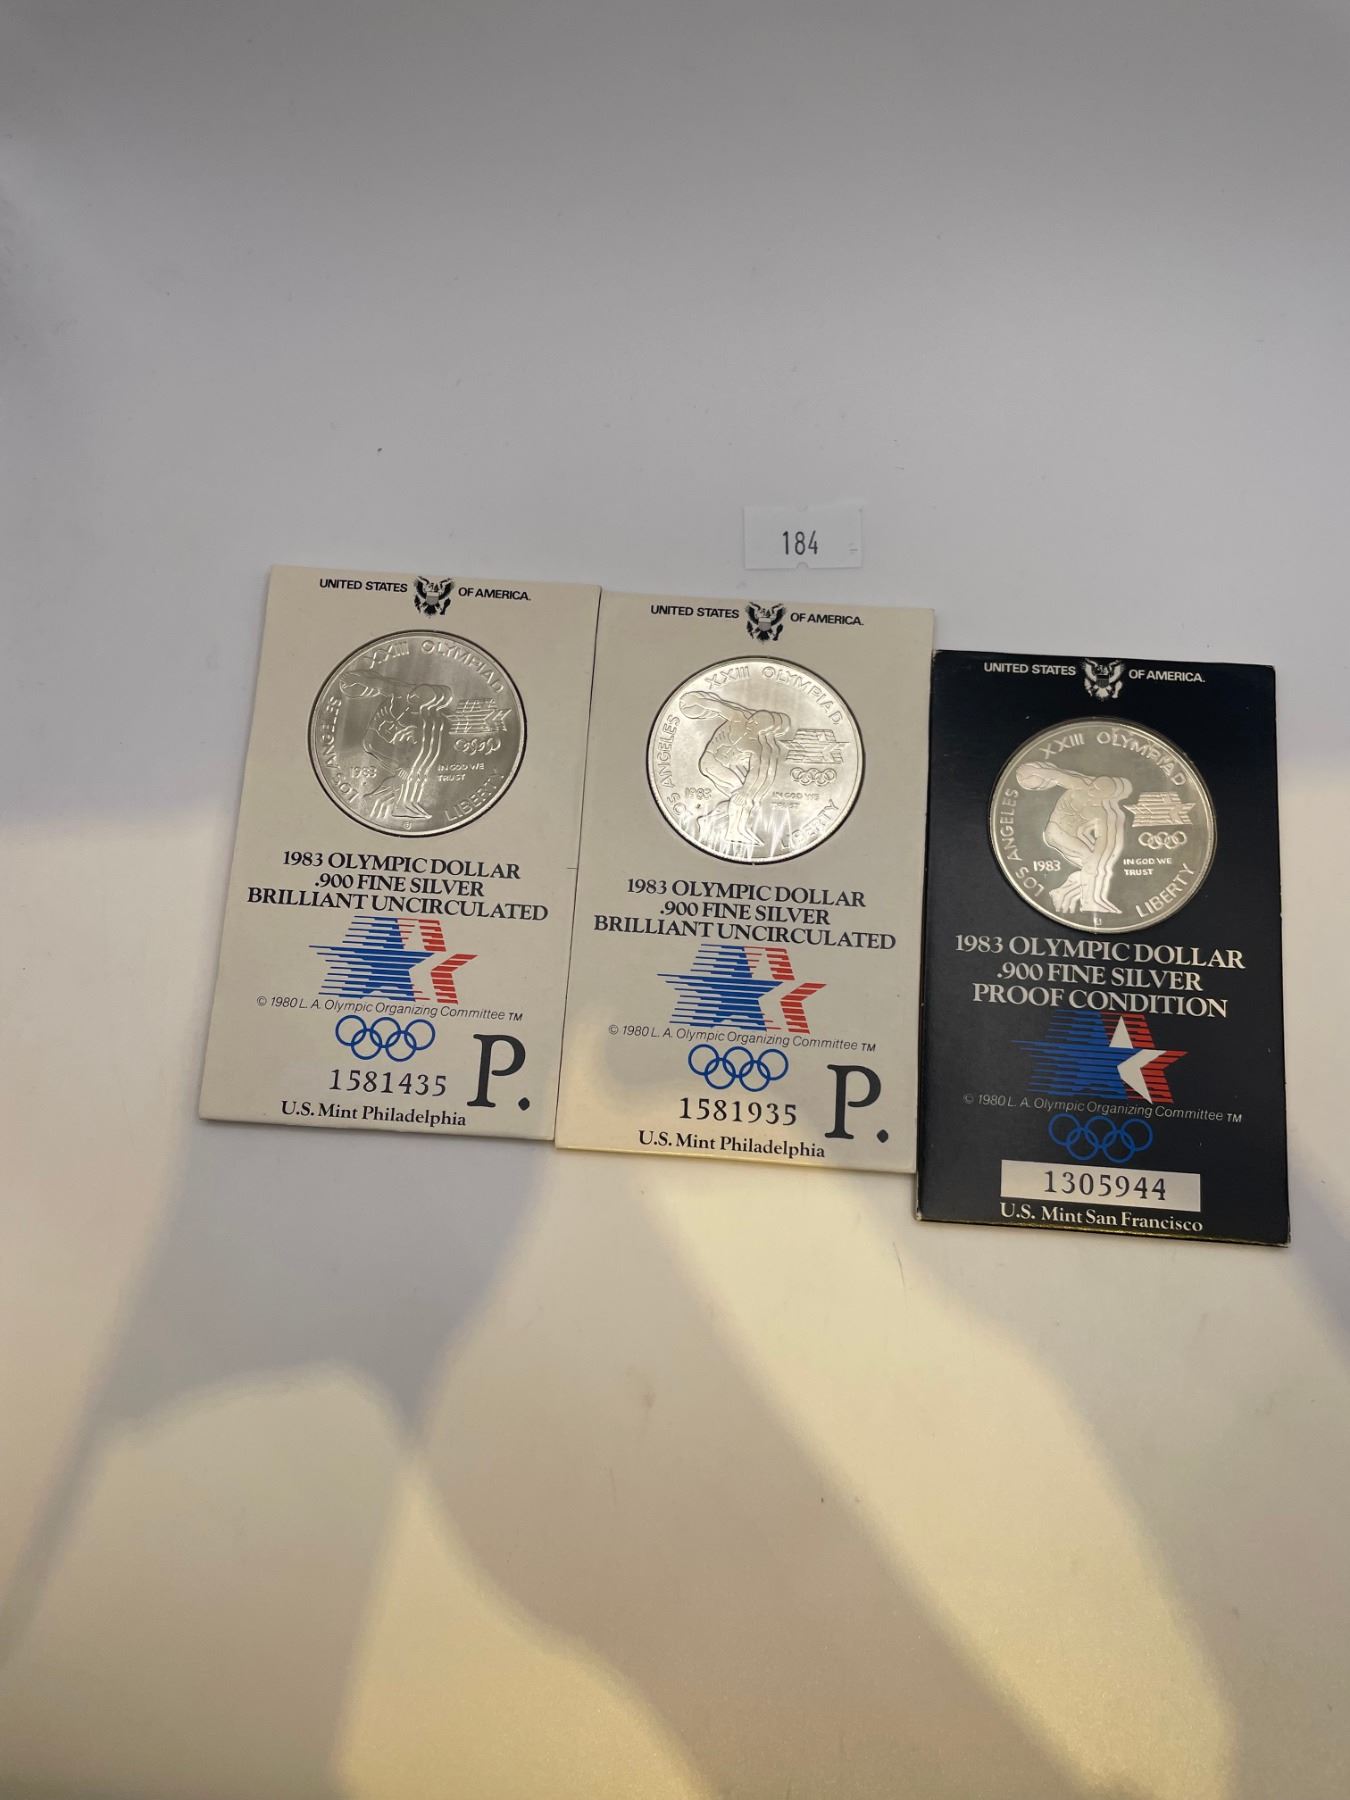 184
UNITED STATES OF AMERICA.
XXIII OLYMPIAD
LOS ANGELES
1983
IN GOD WE
TRUST
LIBERTY
1983 OLYMPIC DOLLAR
.900 FINE SILVER
BRILLIANT UNCIRCULATED
© 1980 L. A. Olympic Organizing Committee TM
1581435
P.
U.S. Mint Philadelphia
UNITED STATES OF AMERICA.
XXIII OLYMPIAD
LOS ANGELES
1983
IN GOD WE
TRUST
LIBERTY
1983 OLYMPIC DOLLAR
.900 FINE SILVER
BRILLIANT UNCIRCULATED
© 1980 L. A. Olympic Organizing Committee TM
1581935
P.
U.S. Mint Philadelphia
UNITED STATES OF AMERICA.
XXIII OLYMPIAD
LOS ANGELES
1983
IN GOD WE
TRUST
LIBERTY
1983 OLYMPIC DOLLAR
.900 FINE SILVER
PROOF CONDITION
© 1980 L. A. Olympic Organizing Committee TM
1305944
U.S. Mint San Francisco